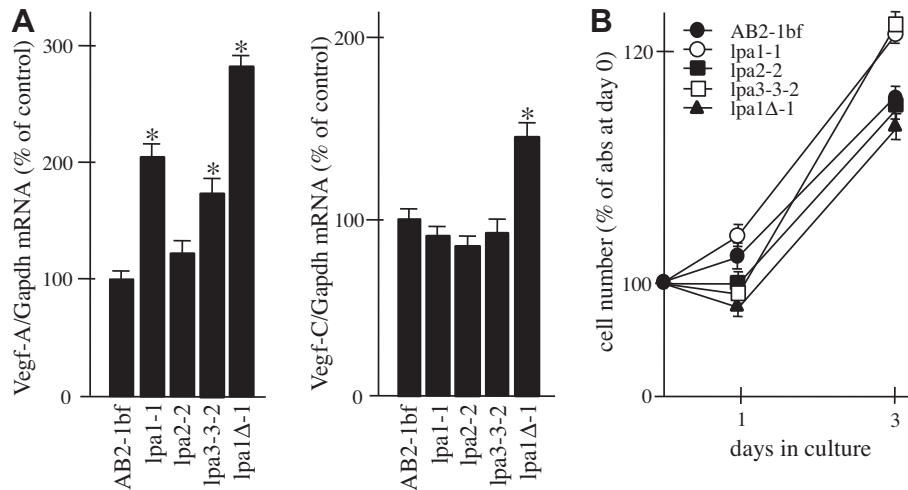 A
Vegf-A/Gapdh mRNA (% of control)
300
200
100
0
*
*
*
AB2-1bf
lpa1-1
lpa2-2
lpa3-3-2
lpa1Δ-1
Vegf-C/Gapdh mRNA (% of control)
200
100
0
*
AB2-1bf
lpa1-1
lpa2-2
lpa3-3-2
lpa1Δ-1
B
cell number (% of abs at day 0)
120
100
0
AB2-1bf
lpa1-1
lpa2-2
lpa3-3-2
lpa1Δ-1
1
3
days in culture